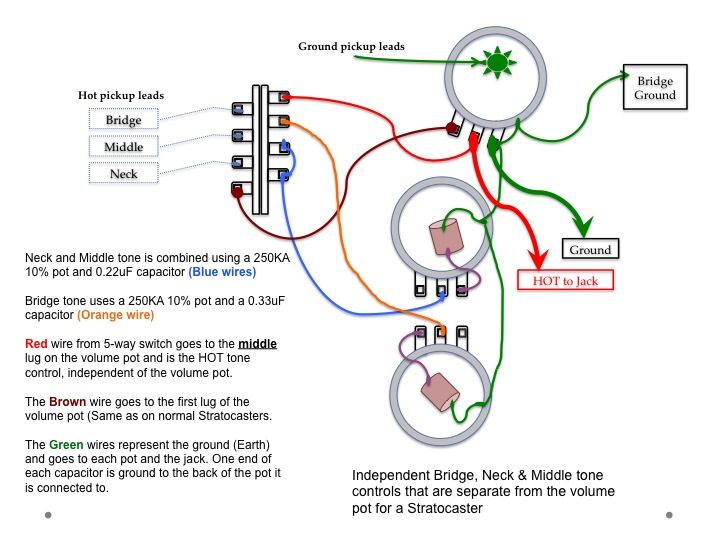 Ground pickup leads
Hot pickup leads
Bridge
Middle
Neck
Bridge
Ground
Ground
HOT to Jack
Neck and Middle tone is combined using a 250KA
10% pot and 0.22uF capacitor (Blue wires)
Bridge tone uses a 250KA 10% pot and a 0.33uF
capacitor (Orange wire)
Red wire from 5-way switch goes to the middle
lug on the volume pot and is the HOT tone
control, independent of the volume pot.
The Brown wire goes to the first lug of the
volume pot (Same as on normal Stratocasters.
The Green wires represent the ground (Earth)
and goes to each pot and the jack. One end of
each capacitor is ground to the back of the pot it
is connected to.
Independent Bridge, Neck & Middle tone
controls that are separate from the volume
pot for a Stratocaster